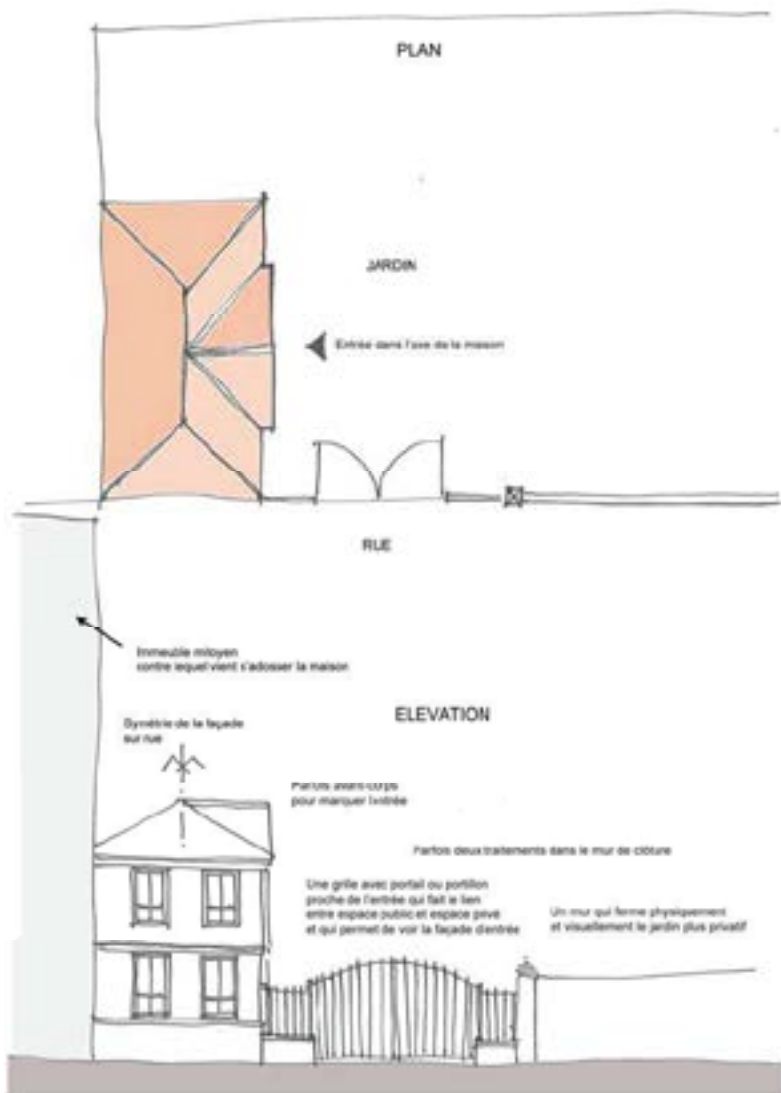 PLAN
JARDIN
Entrée dans l'axe de la maison
RUE
Immeuble mitoyen
contre lequel vient s'adosser la maison
ELEVATION
Symétrie de la façade
sur rue
Parfois avant-corps
pour marquer l'entrée
Parfois deux traitements dans le mur de clôture
Une grille avec portail ou portillon
proche de l'entrée qui fait le lien
entre espace public et espace privé
et qui permet de voir la façade d'entrée
Un mur qui ferme physiquement
et visuellement le jardin plus privatif